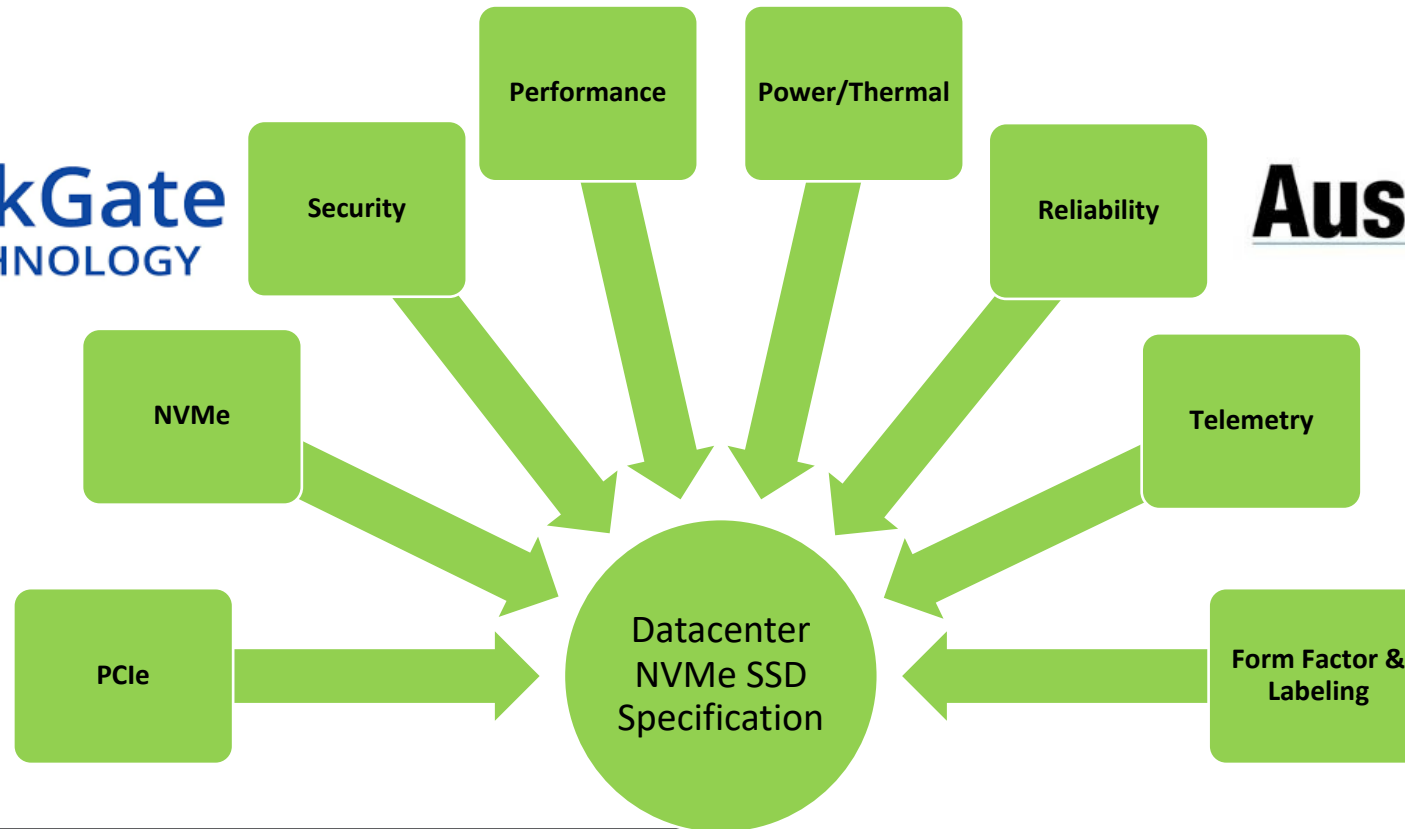 Performance
Power/Thermal
kGate
HNOLOGY
Security
Reliability
Aus
NVMe
Telemetry
PCIe
Datacenter
NVMe SSD
Specification
Form Factor &
Labeling